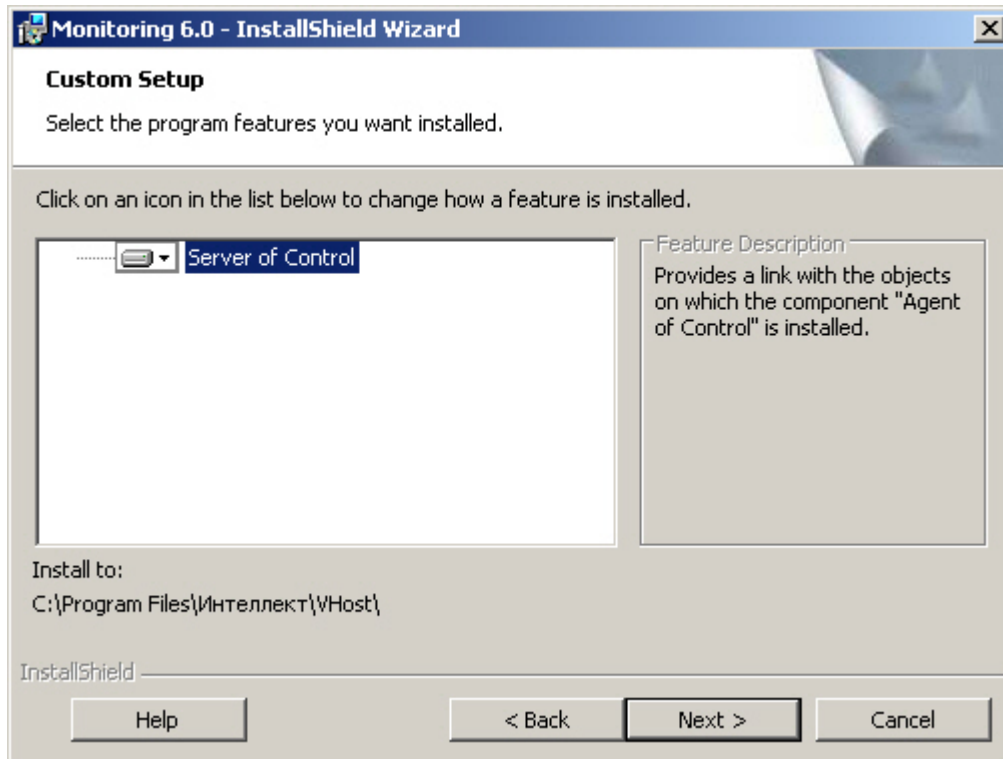 Monitoring 6.0 - InstallShield Wizard
Custom Setup
Select the program features you want installed.
Click on an icon in the list below to change how a feature is installed.
Server of Control
Feature Description
Provides a link with the objects
on which the component "Agent
of Control" is installed.
Install to:
C:\Program Files\Интеллект\VHost\
InstallShield
Help
< Back
Next >
Cancel